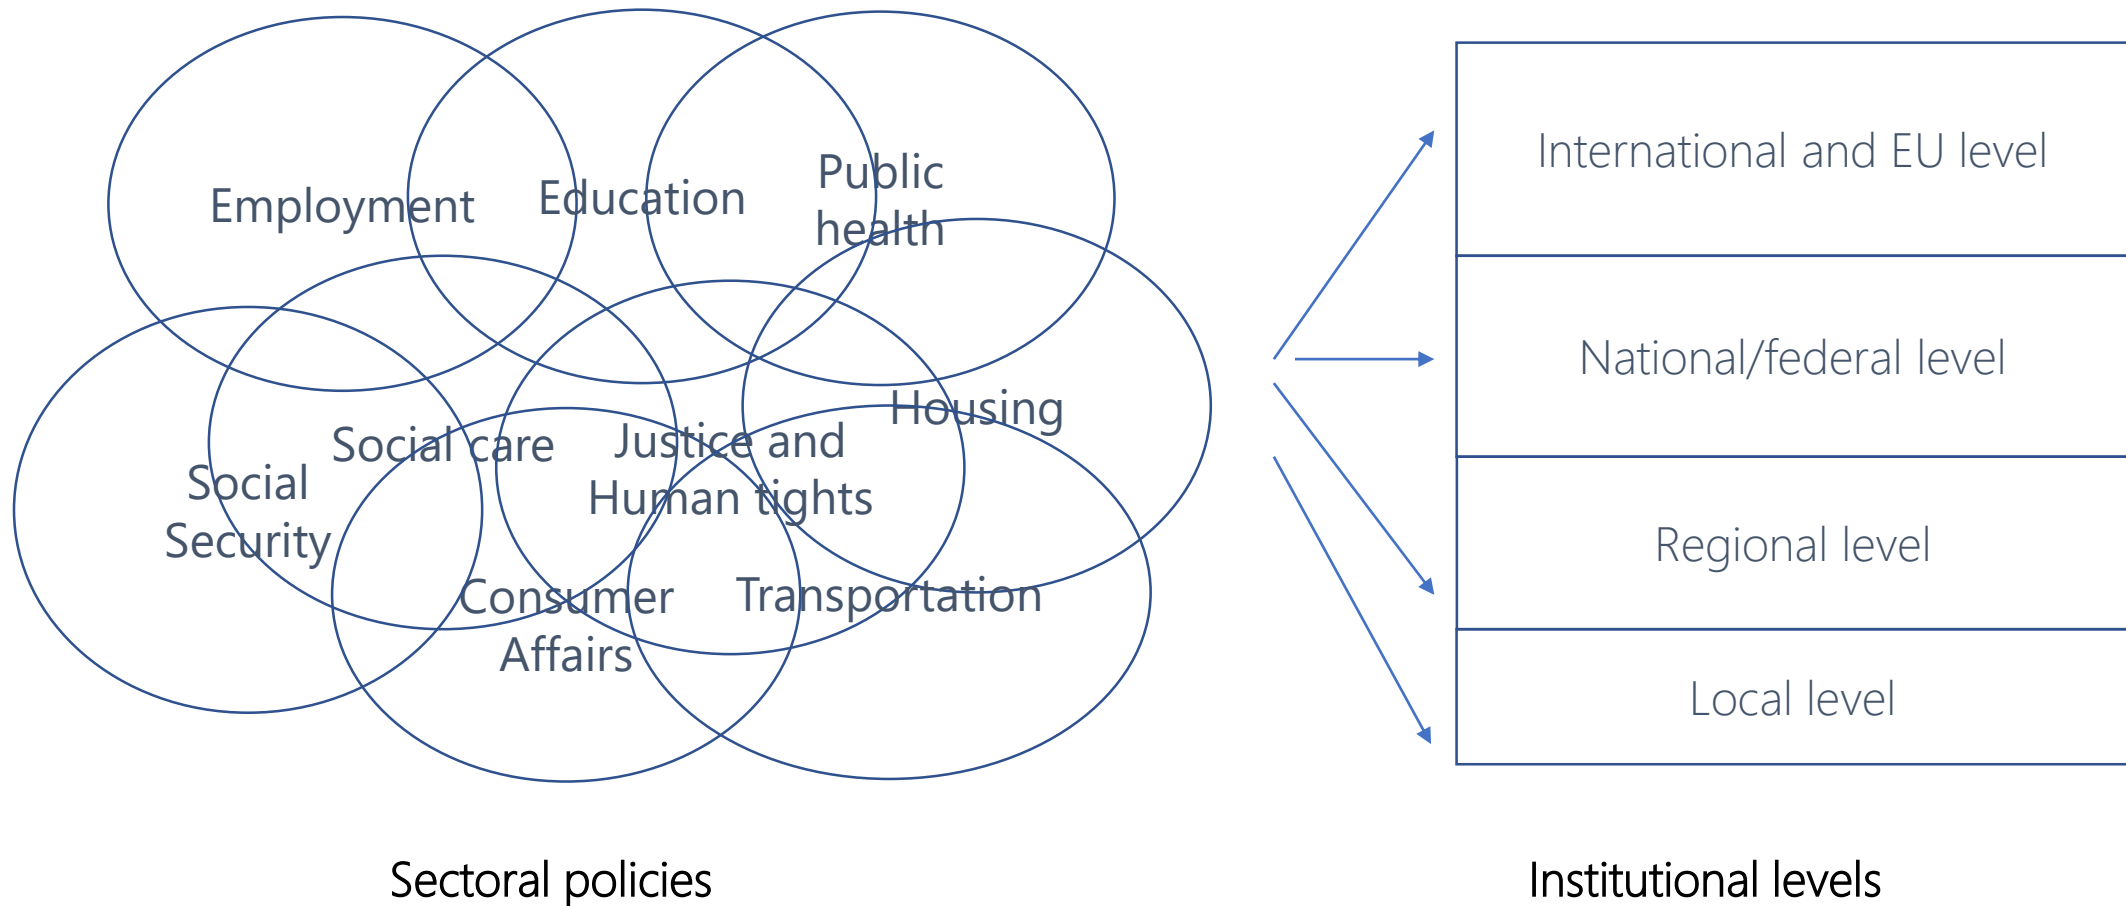 Employment
Education
Public
health
Housing
Social care
Justice and
Human tights
Social
Security
Consumer
Affairs
Transportation
Sectoral policies
International and EU level
National/federal level
Regional level
Local level
Institutional levels